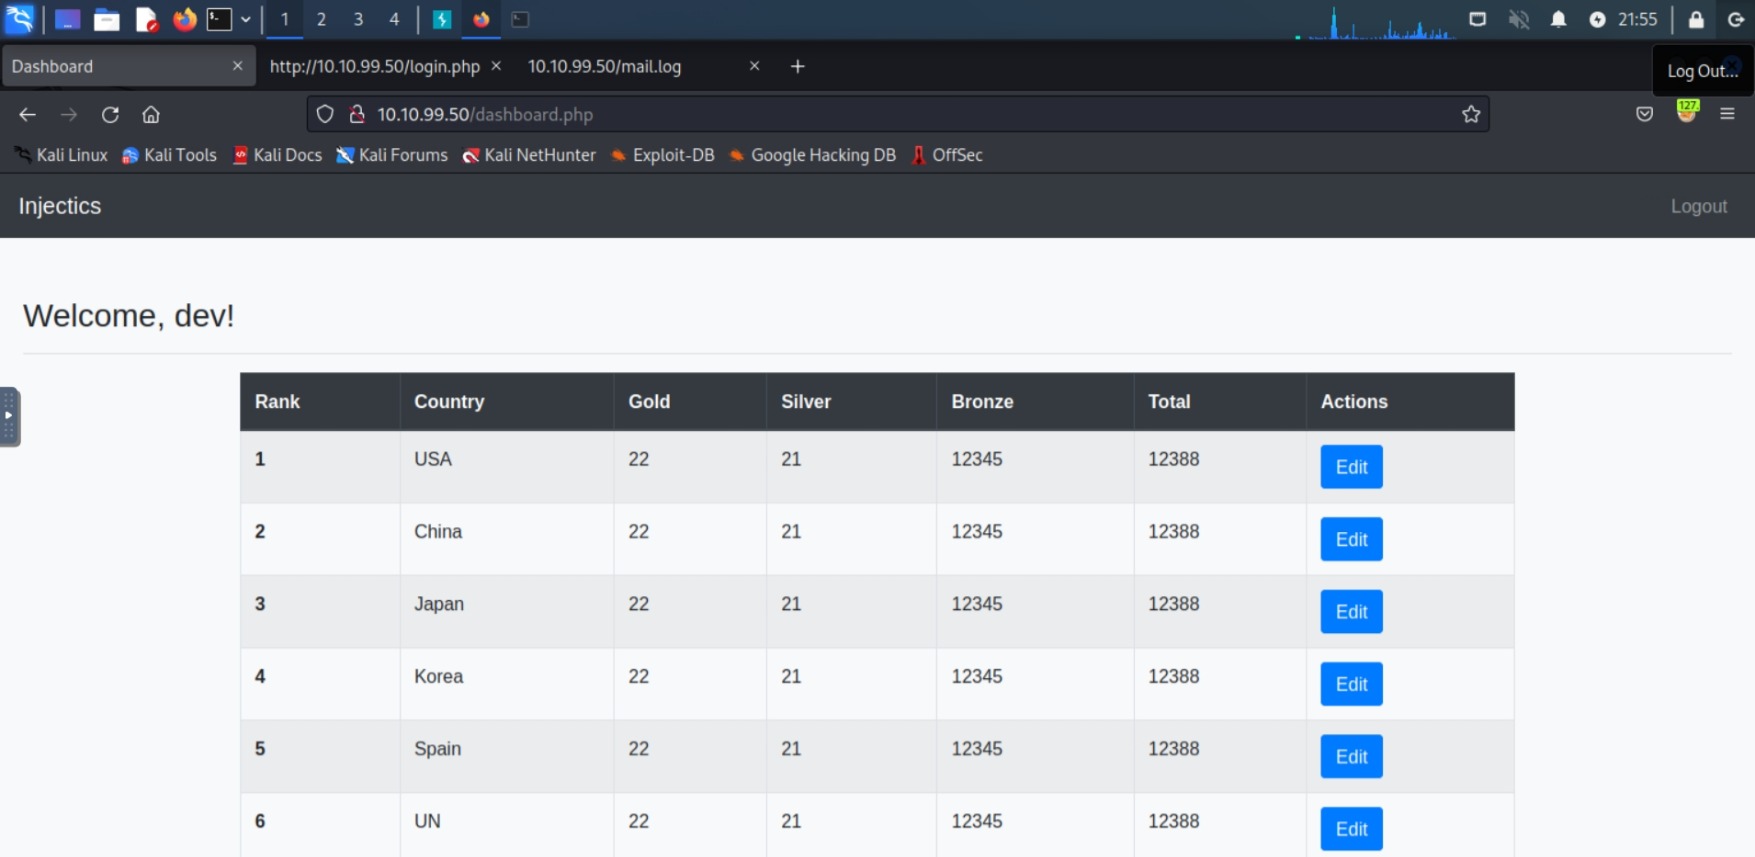 1 2 3 4 21:55
Dashboard http://10.10.99.50/login.php 10.10.99.50/mail.log Log Out...
10.10.99.50/dashboard.php 127.
Kali Linux Kali Tools Kali Docs Kali Forums Kali NetHunter Exploit-DB Google Hacking DB OffSec
Injectics Logout
Welcome, dev!
Rank Country Gold Silver Bronze Total Actions
1 USA 22 21 12345 12388 Edit
2 China 22 21 12345 12388 Edit
3 Japan 22 21 12345 12388 Edit
4 Korea 22 21 12345 12388 Edit
5 Spain 22 21 12345 12388 Edit
6 UN 22 21 12345 12388 Edit